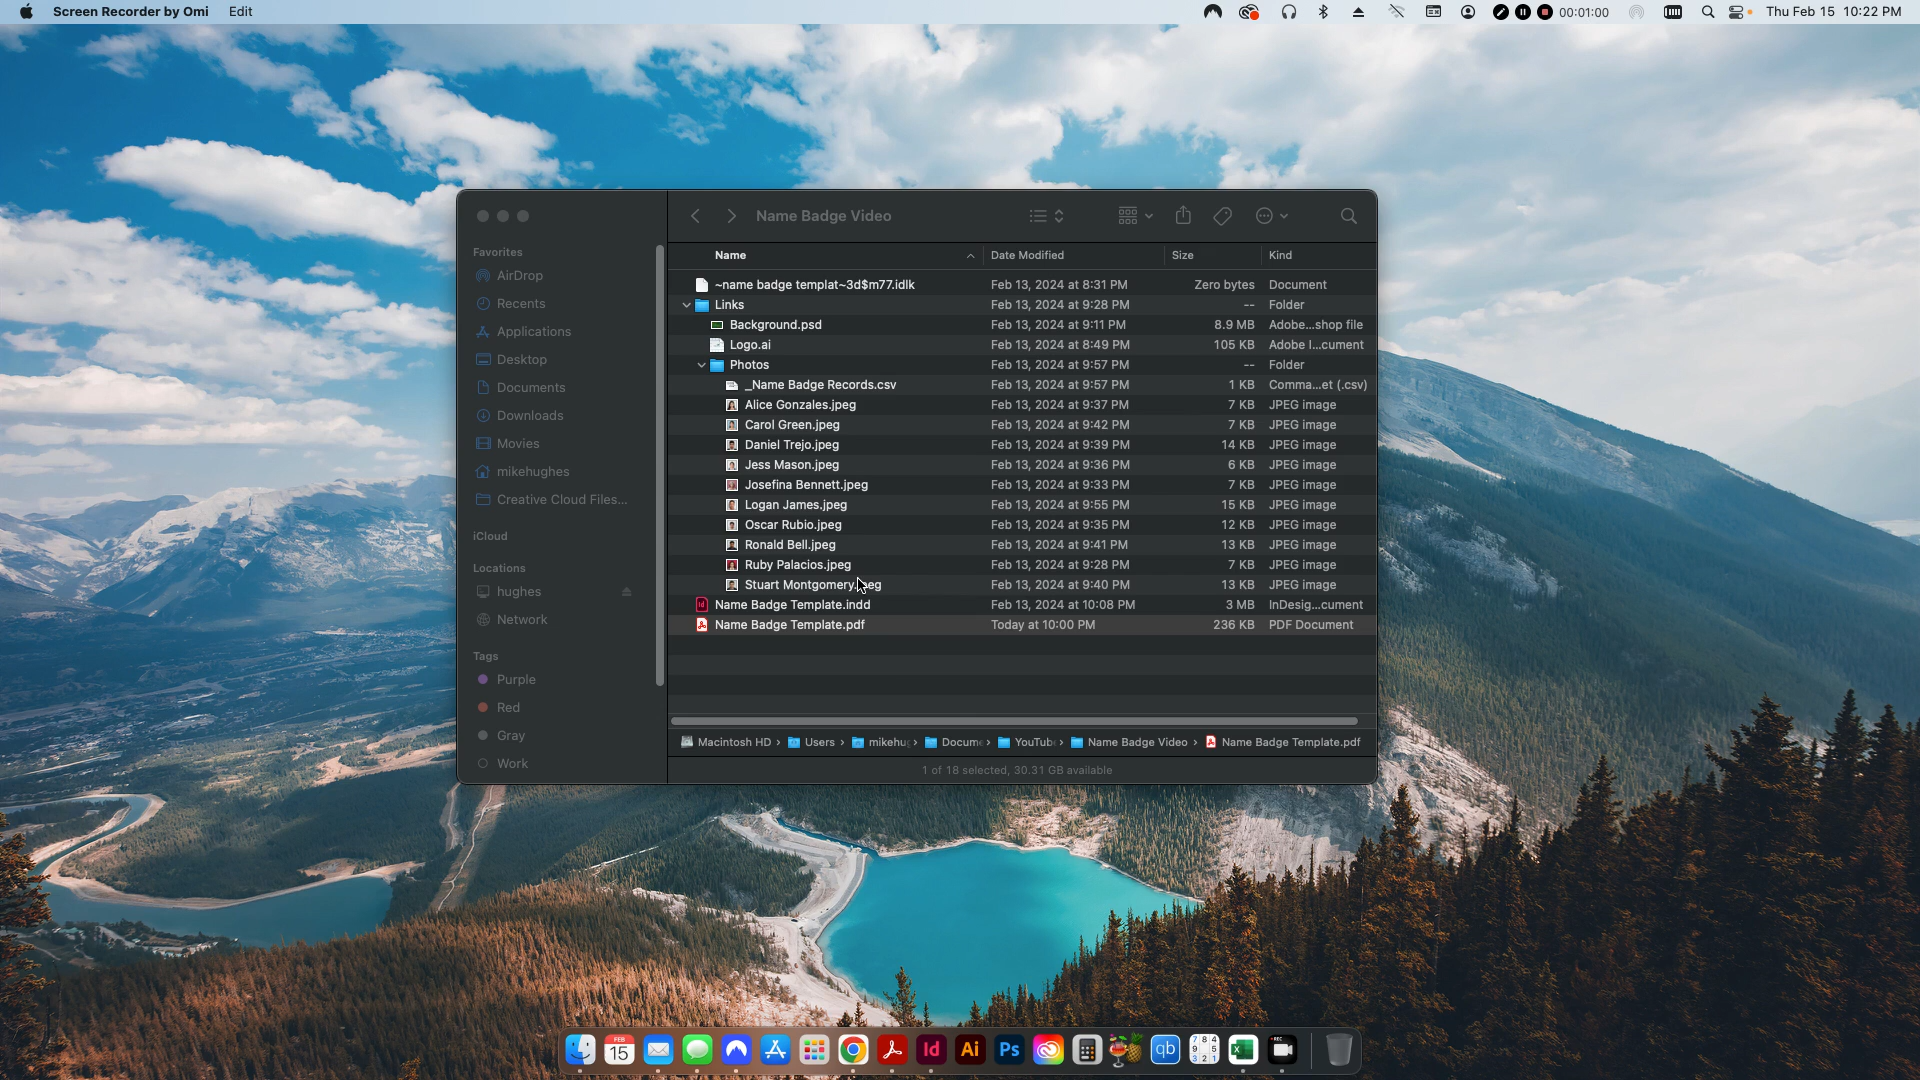 Screen Recorder by Omi Edit 00:01:00 Thu Feb 15 10:22 PM
Name Badge Video
Favorites
AirDrop
Recents
Applications
Desktop
Documents
Downloads
Movies
mikehughes
Creative Cloud Files...
iCloud
Locations
hughes
Network
Tags
Purple
Red
Gray
Work
Name Date Modified Size Kind
~name badge templat~3d$m77.idlk Feb 13, 2024 at 8:31 PM Zero bytes Document
Links Feb 13, 2024 at 9:28 PM -- Folder
Background.psd Feb 13, 2024 at 9:11 PM 8.9 MB Adobe...shop file
Logo.ai Feb 13, 2024 at 8:49 PM 105 KB Adobe I...cument
Photos Feb 13, 2024 at 9:57 PM -- Folder
_Name Badge Records.csv Feb 13, 2024 at 9:57 PM 1 KB Comma...et (.csv)
Alice Gonzales.jpeg Feb 13, 2024 at 9:37 PM 7 KB JPEG image
Carol Green.jpeg Feb 13, 2024 at 9:42 PM 7 KB JPEG image
Daniel Trejo.jpeg Feb 13, 2024 at 9:39 PM 14 KB JPEG image
Jess Mason.jpeg Feb 13, 2024 at 9:36 PM 6 KB JPEG image
Josefina Bennett.jpeg Feb 13, 2024 at 9:33 PM 7 KB JPEG image
Logan James.jpeg Feb 13, 2024 at 9:55 PM 15 KB JPEG image
Oscar Rubio.jpeg Feb 13, 2024 at 9:35 PM 12 KB JPEG image
Ronald Bell.jpeg Feb 13, 2024 at 9:41 PM 13 KB JPEG image
Ruby Palacios.jpeg Feb 13, 2024 at 9:28 PM 7 KB JPEG image
Stuart Montgomery.jpeg Feb 13, 2024 at 9:40 PM 13 KB JPEG image
Name Badge Template.indd Feb 13, 2024 at 10:08 PM 3 MB InDesig...cument
Name Badge Template.pdf Today at 10:00 PM 236 KB PDF Document
Macintosh HD › Users › mikehu › Docum › YouTub › Name Badge Video › Name Badge Template.pdf
1 of 18 selected, 30.31 GB available
FEB
15
Id Ai Ps qb